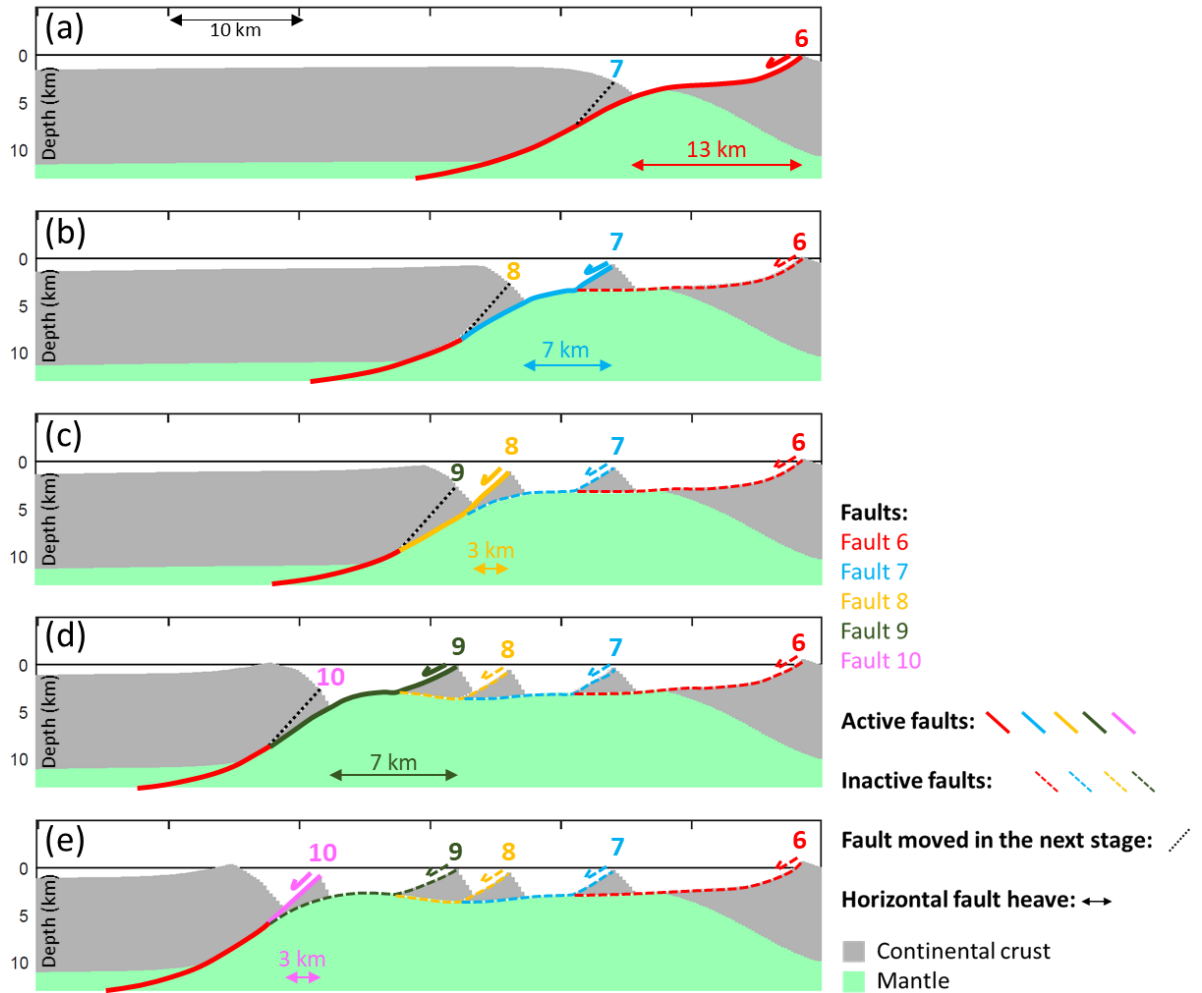 (a)
10 km
6
0
7
5
10
Depth (km)
13 km
(b)
6
7
0
8
5
10
Depth (km)
7 km
(c)
6
7
8
0
9
5
10
Depth (km)
3 km
(d)
6
7
8
9
0
10
5
10
Depth (km)
7 km
(e)
6
7
8
9
10
0
5
10
Depth (km)
3 km
Faults:
Fault 6
Fault 7
Fault 8
Fault 9
Fault 10
Active faults:
Inactive faults:
Fault moved in the next stage:
Horizontal fault heave:
Continental crust
Mantle